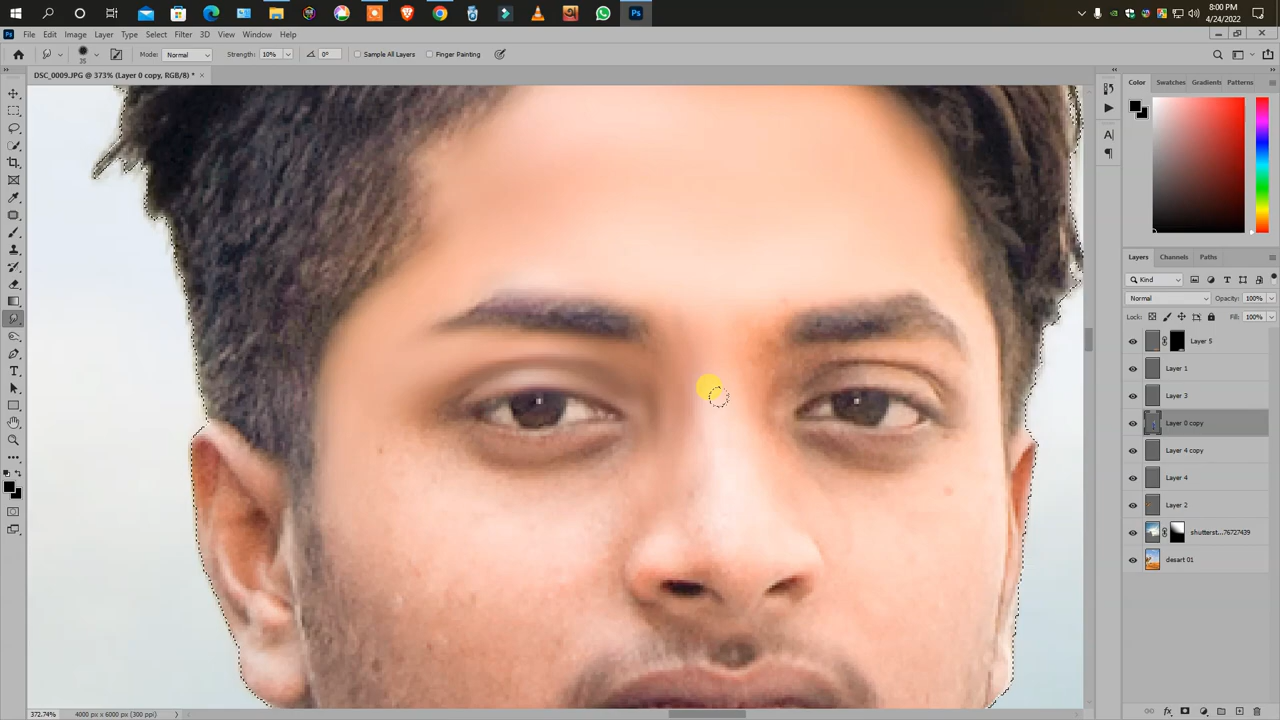 8:00 PM
4/24/2022
File Edit Image Layer Type Select Filter 3D View Window Help
35 Mode: Normal Strength: 10% 0° Sample All Layers Finger Painting
DSC_0009.JPG @ 373% (Layer 0 copy, RGB/8) *
Color Swatches Gradients Patterns
Layers Channels Paths
Kind
Normal Opacity: 100%
Lock: Fill: 100%
Layer 5
Layer 1
Layer 3
Layer 0 copy
Layer 4 copy
Layer 4
Layer 2
shutterst...76727439
desart 01
372.74% 4000 px x 6000 px (300 ppi)